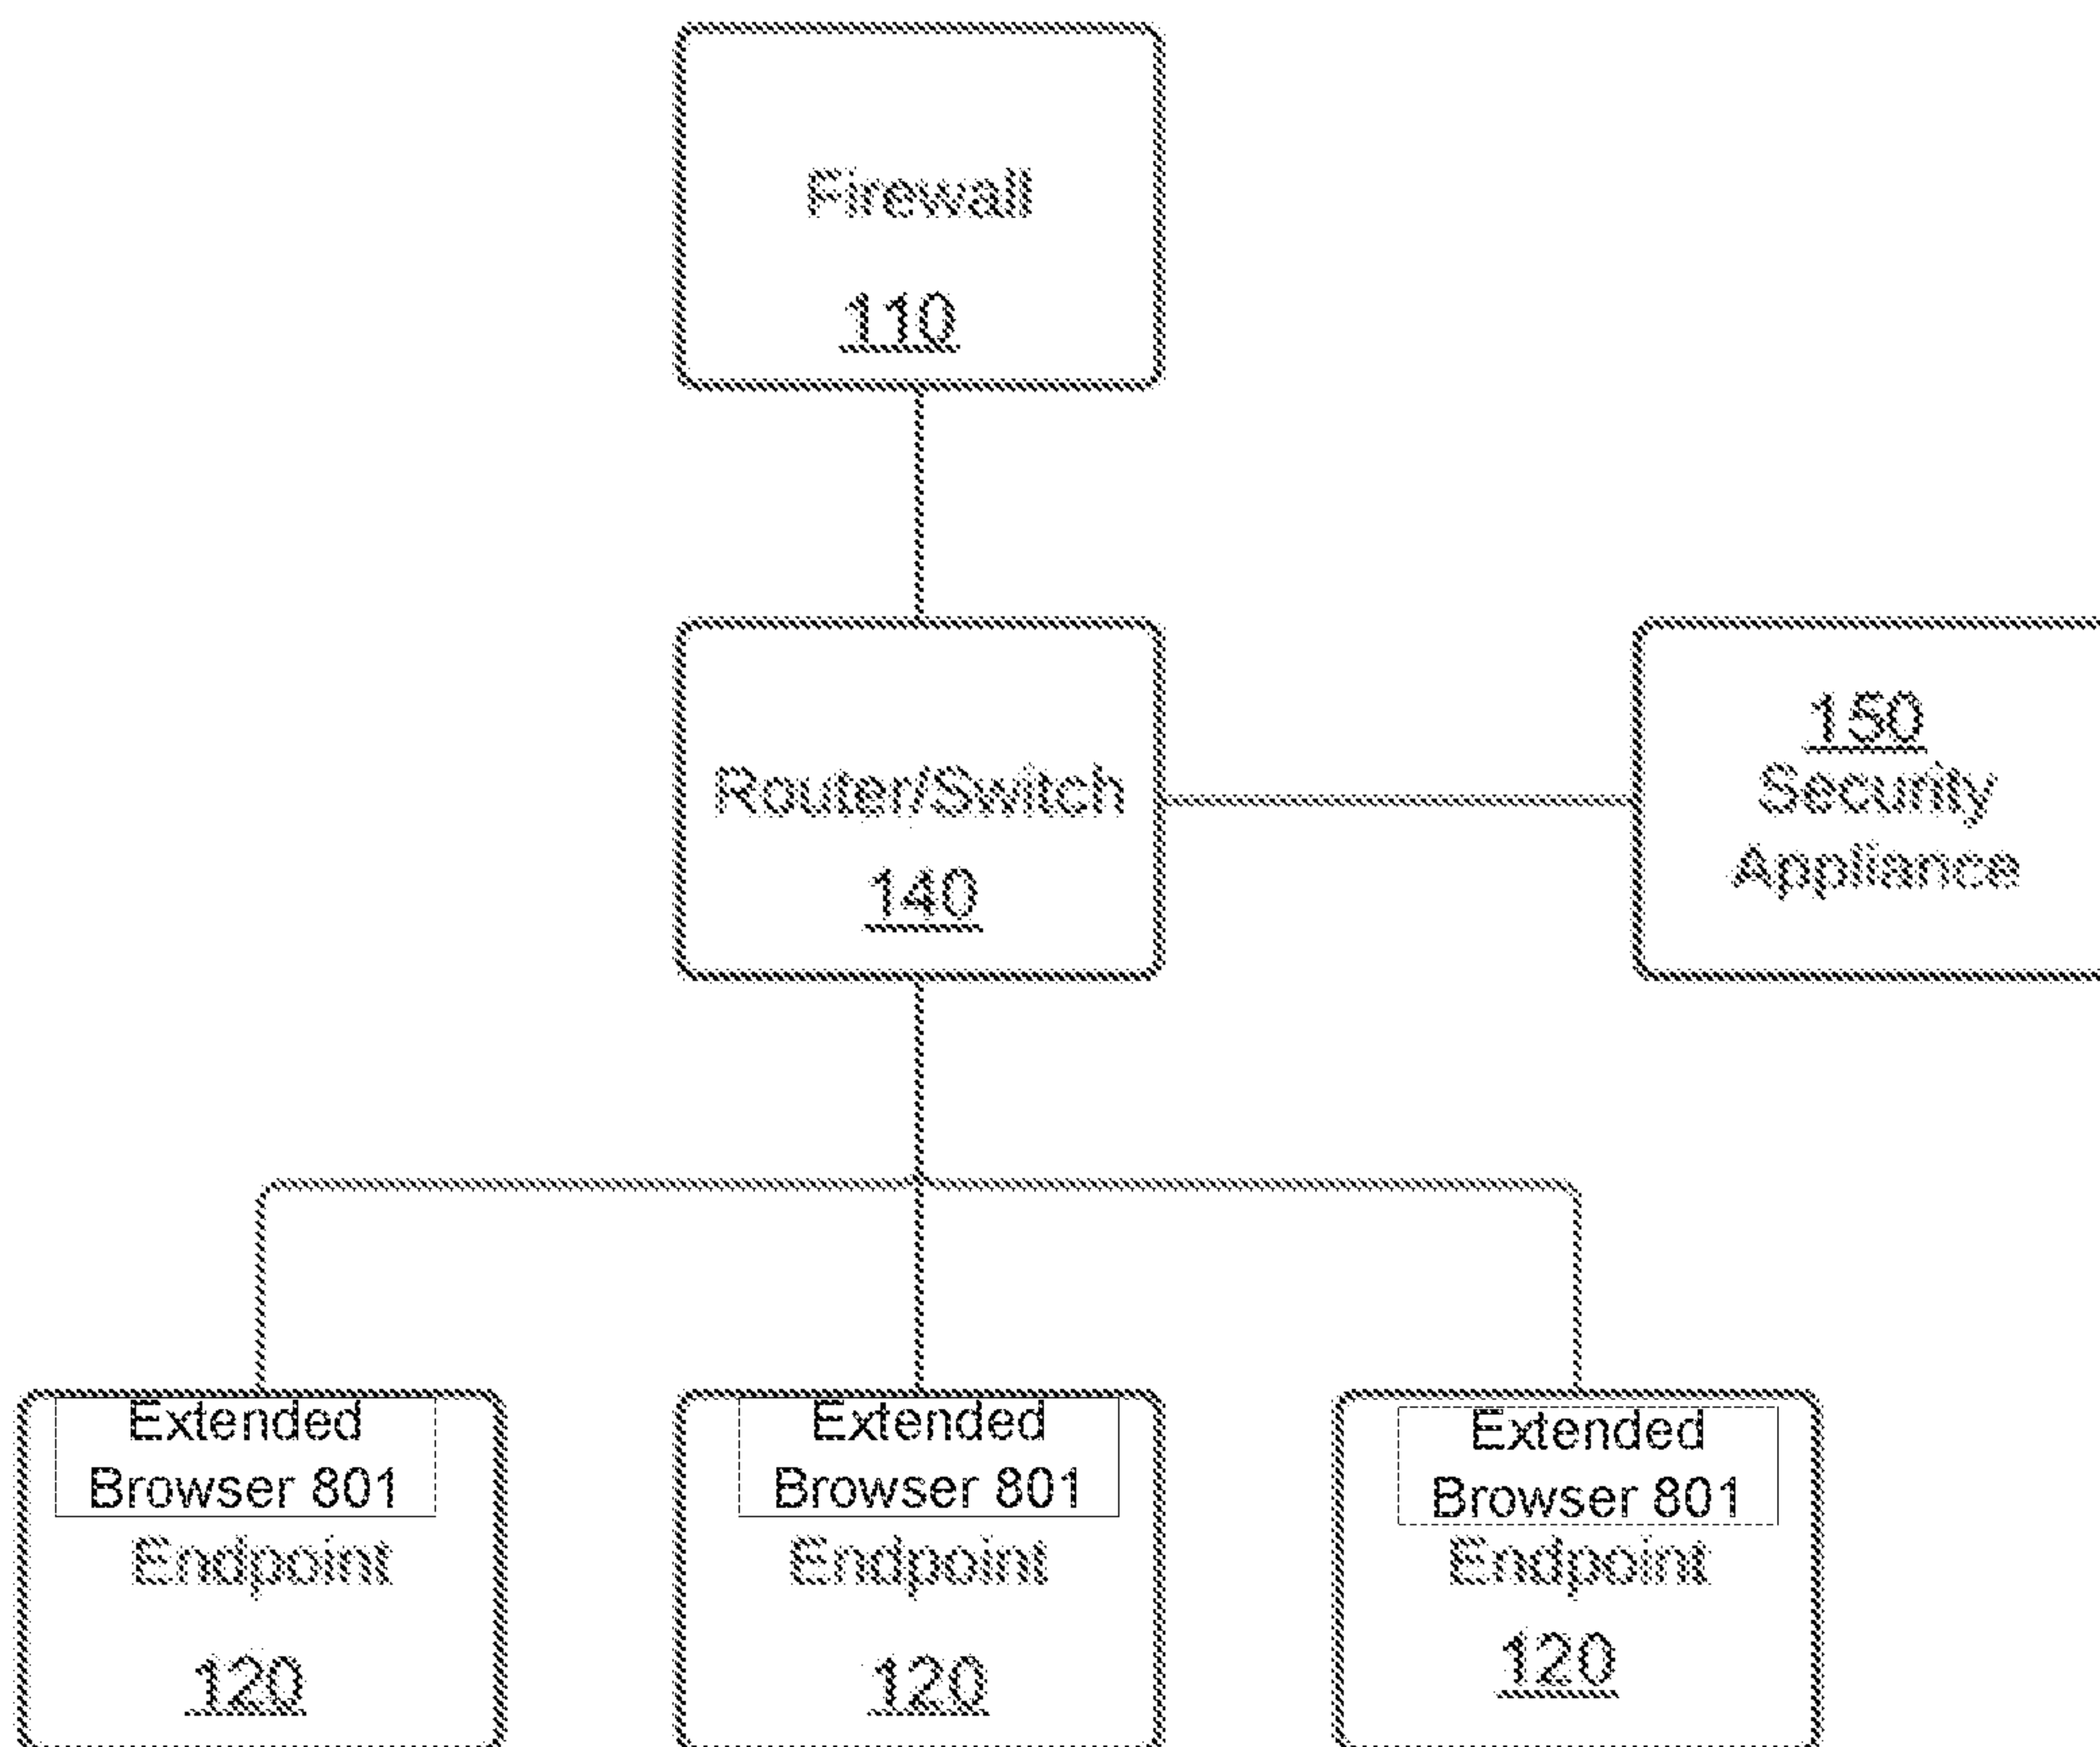 Firewall
110
Router/Switch
140
150
Security
Appliance
Extended
Browser 801
Endpoint
120
Extended
Browser 801
Endpoint
120
Extended
Browser 801
Endpoint
120